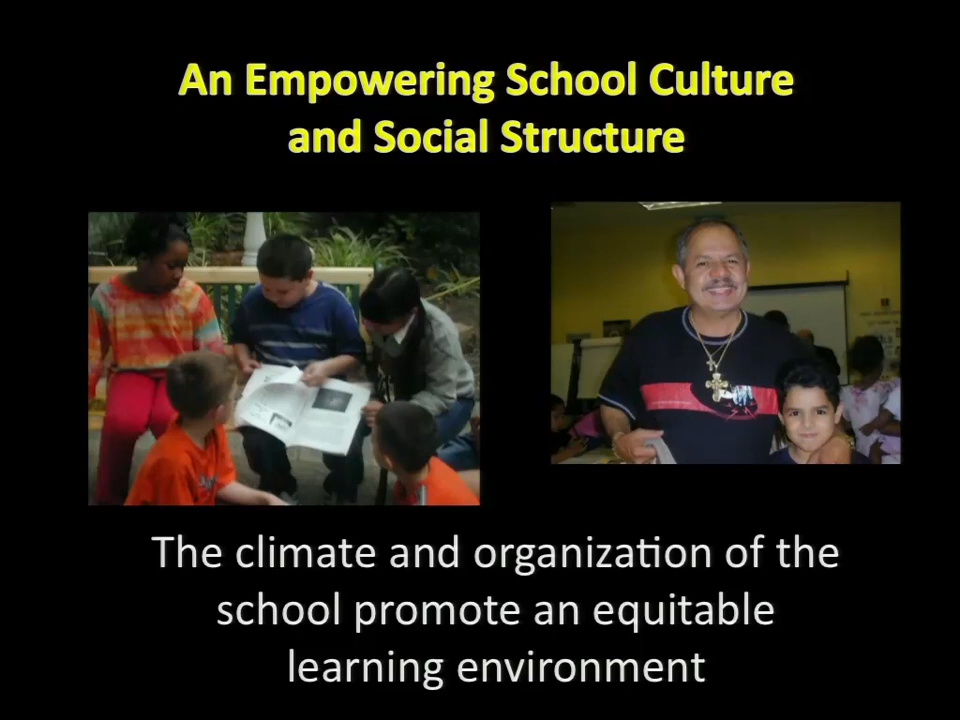 An Empowering School Culture
and Social Structure
The climate and organization of the
school promote an equitable
learning environment